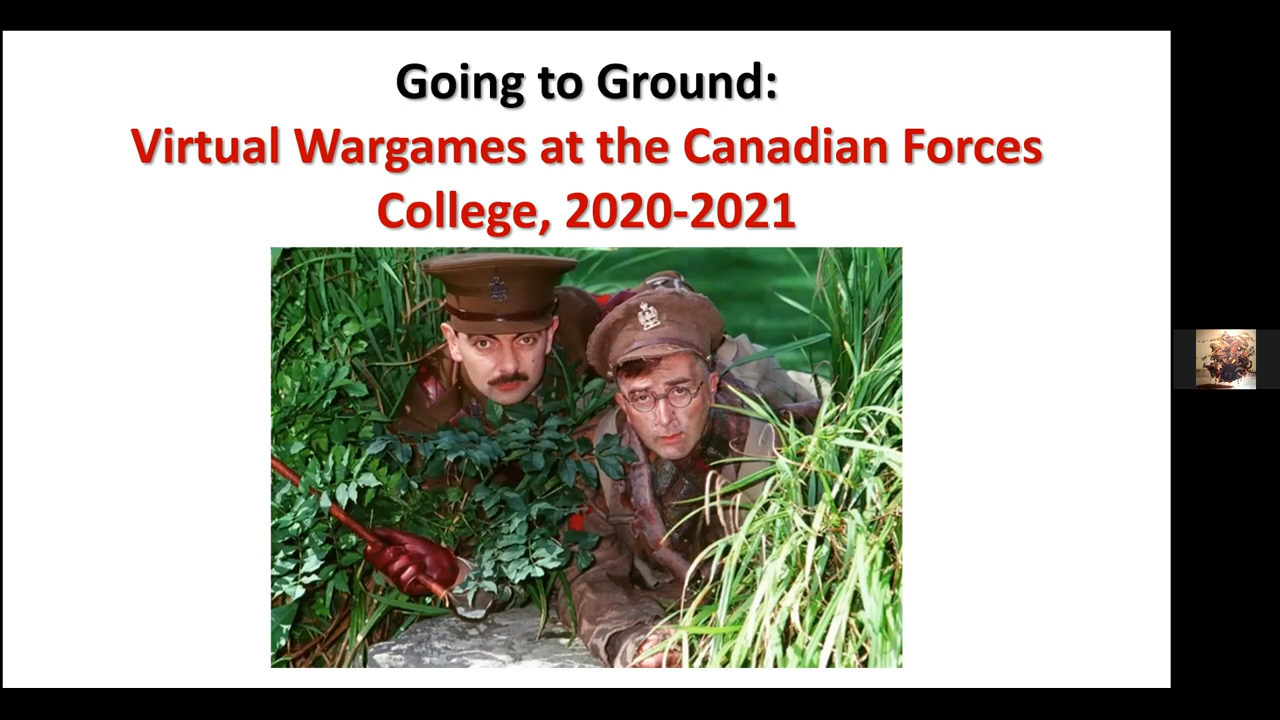 Going to Ground:
Virtual Wargames at the Canadian Forces
College, 2020-2021